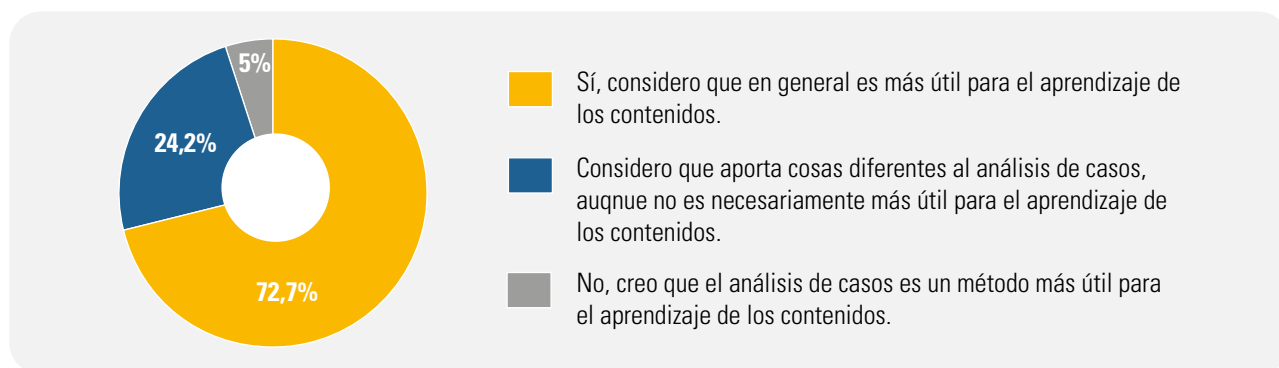 5%
24,2%
72,7%
Sí, considero que en general es más útil para el aprendizaje de
los contenidos.
Considero que aporta cosas diferentes al análisis de casos,
auqnue no es necesariamente más útil para el aprendizaje de
los contenidos.
No, creo que el análisis de casos es un método más útil para
el aprendizaje de los contenidos.